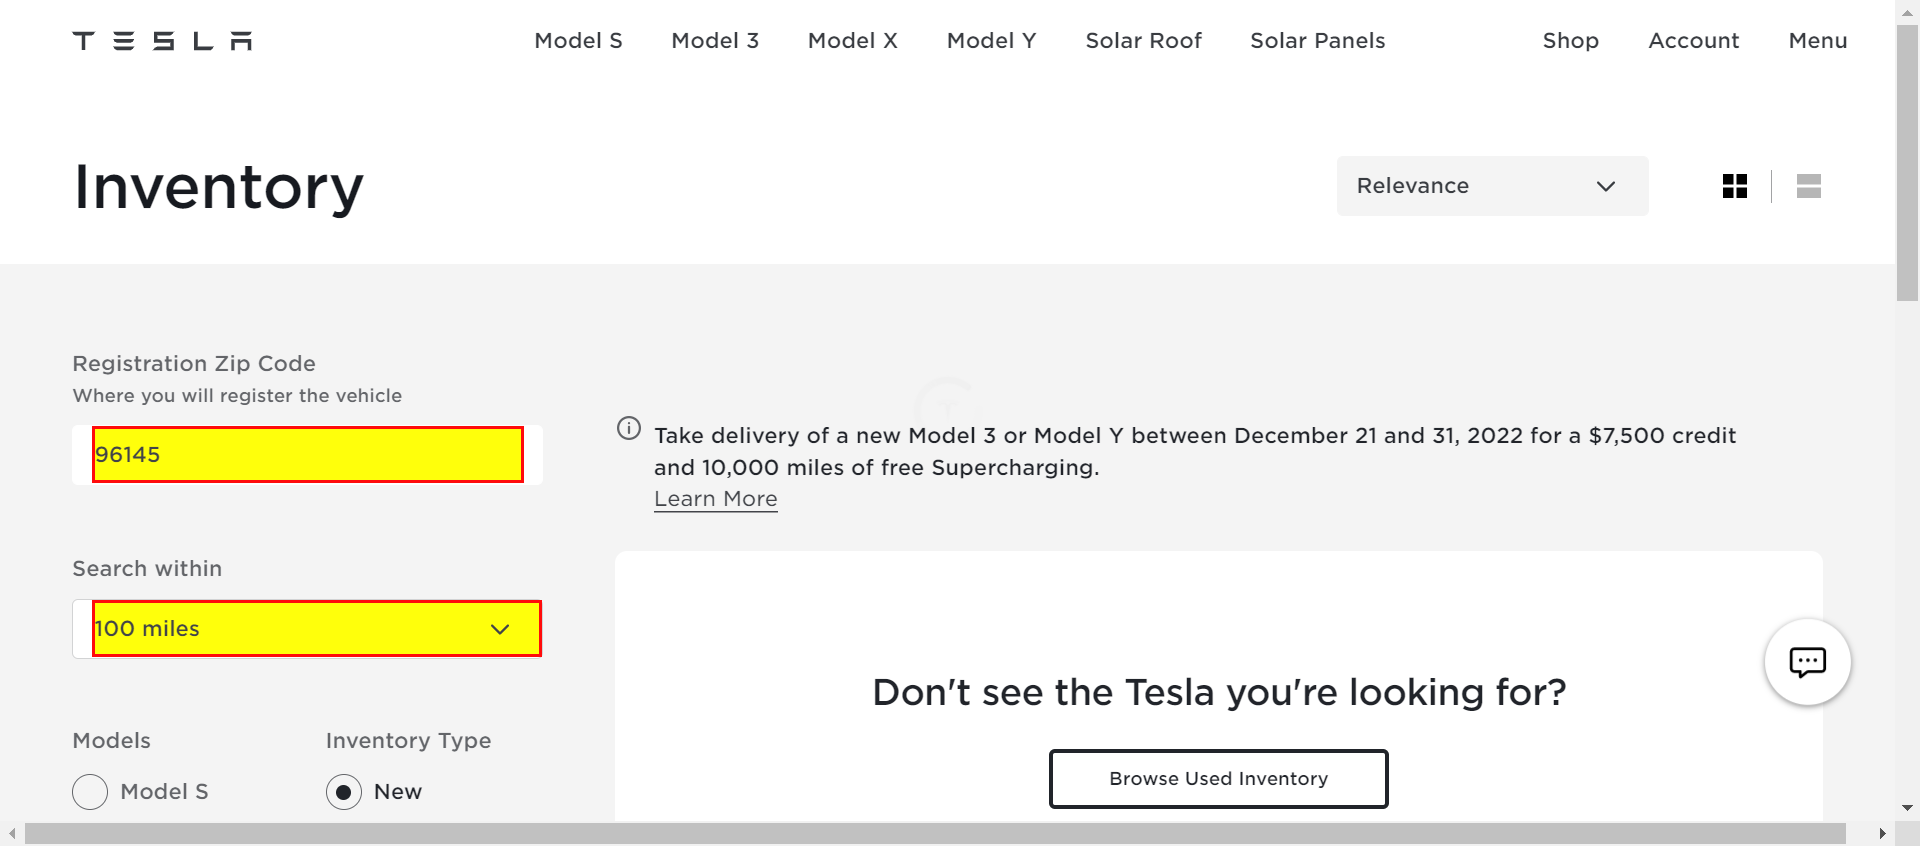 TESLA
Model S
Model 3
Model X
Model Y
Solar Roof
Solar Panels
Shop
Account
Menu
Inventory
Relevance
Registration Zip Code
Where you will register the vehicle
96145
Search within
100 miles
Models
Inventory Type
Model S
New
Take delivery of a new Model 3 or Model Y between December 21 and 31, 2022 for a $7,500 credit
and 10,000 miles of free Supercharging.
Learn More
Don't see the Tesla you're looking for?
Browse Used Inventory